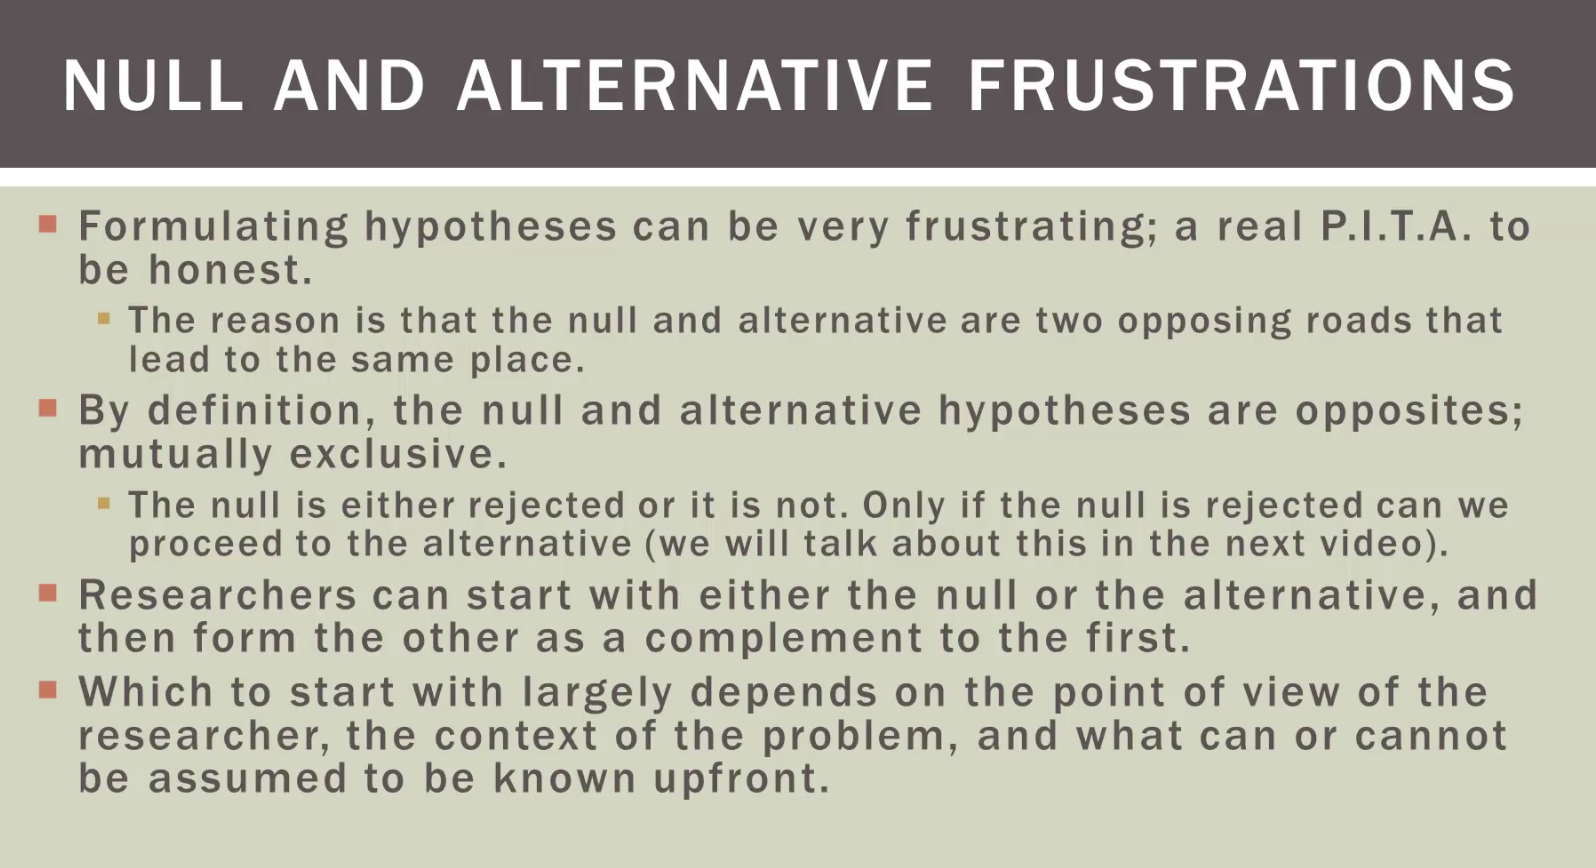 NULL AND ALTERNATIVE FRUSTRATIONS
Formulating hypotheses can be very frustrating; a real P.I.T.A. to
be honest.
The reason is that the null and alternative are two opposing roads that
lead to the same place.
By definition, the null and alternative hypotheses are opposites;
mutually exclusive.
The null is either rejected or it is not. Only if the null is rejected can we
proceed to the alternative (we will talk about this in the next video).
Researchers can start with either the null or the alternative, and
then form the other as a complement to the first.
Which to start with largely depends on the point of view of the
researcher, the context of the problem, and what can or cannot
be assumed to be known upfront.